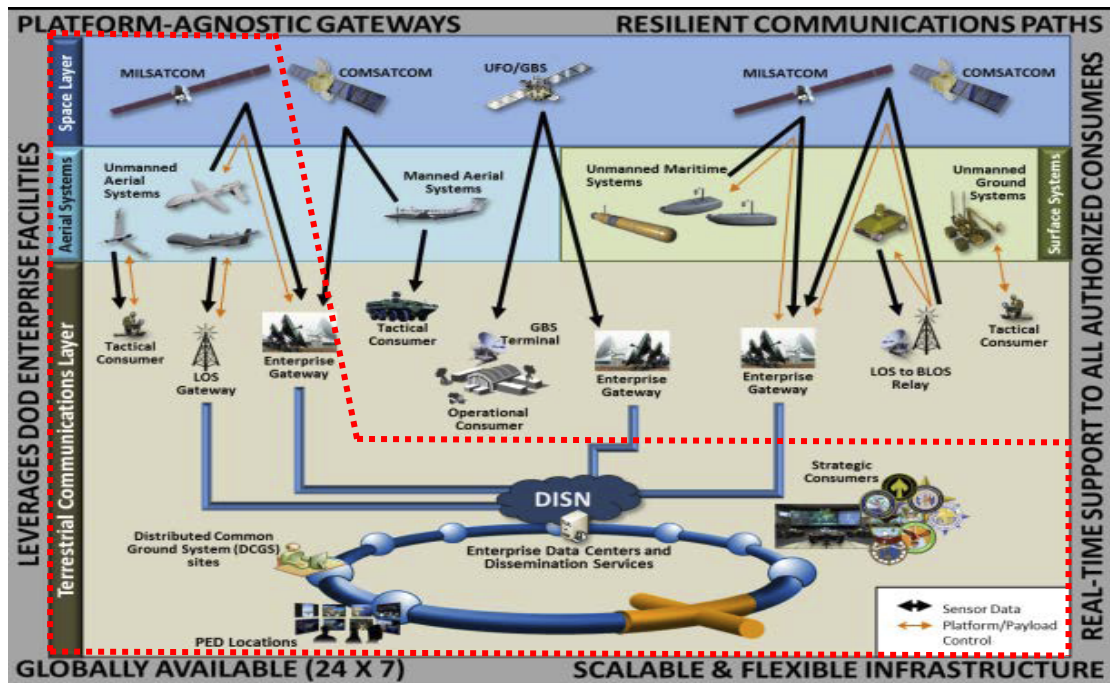 PLATFORM-AGNOSTIC GATEWAYS
RESILIENT COMMUNICATIONS PATHS
LEVERAGES DOD ENTERPRISE FACILITIES
REAL-TIME SUPPORT TO ALL AUTHORIZED CONSUMERS
Space Layer
MILSATCOM
COMSATCOM
UFO/GBS
MILSATCOM
COMSATCOM
Aerial Systems
Unmanned
Aerial
Systems
Manned Aerial
Systems
Unmanned Maritime
Systems
Unmanned
Ground
Systems
Surface Systems
Terrestrial Communications Layer
Tactical
Consumer
LOS
Gateway
Enterprise
Gateway
Tactical
Consumer
GBS
Terminal
Operational
Consumer
Enterprise
Gateway
Enterprise
Gateway
LOS to BLOS
Relay
Tactical
Consumer
DISN
Strategic
Consumers
Distributed Common
Ground System (DCGS)
sites
Enterprise Data Centers and
Dissemination Services
PED Locations
Sensor Data
Platform/Payload
Control
GLOBALLY AVAILABLE (24 X 7)
SCALABLE & FLEXIBLE INFRASTRUCTURE